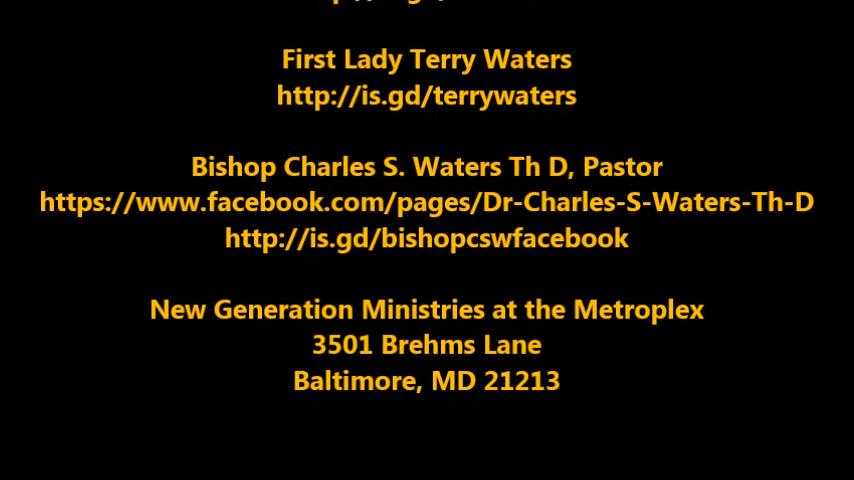 First Lady Terry Waters
http://is.gd/terrywaters
Bishop Charles S. Waters Th D, Pastor
https://www.facebook.com/pages/Dr-Charles-S-Waters-Th-D
http://is.gd/bishopcswfacebook
New Generation Ministries at the Metroplex
3501 Brehms Lane
Baltimore, MD 21213